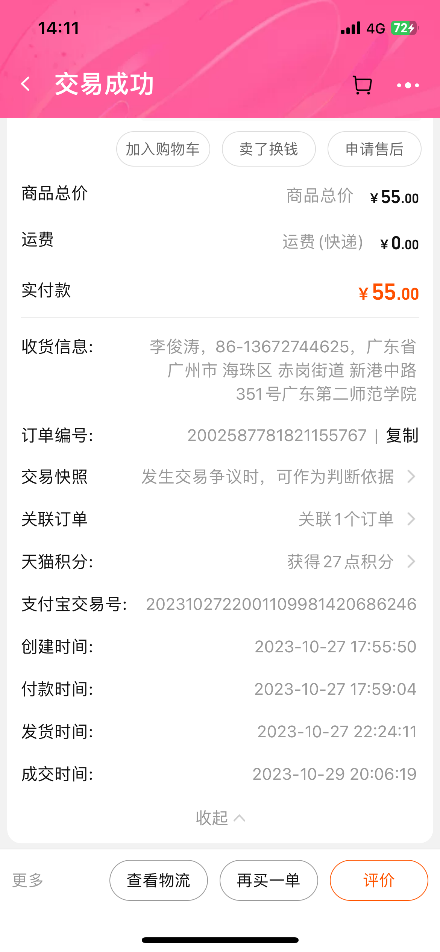 14:11 4G 72
交易成功
加入购物车 卖了换钱 申请售后
商品总价 商品总价 ¥55.00
运费 运费(快递) ¥0.00
实付款 ¥55.00
收货信息: 李俊涛，86-13672744625，广东省
广州市 海珠区 赤岗街道 新港中路
351号广东第二师范学院
订单编号: 2002587781821155767 | 复制
交易快照 发生交易争议时，可作为判断依据
关联订单 关联1个订单
天猫积分: 获得27点积分
支付宝交易号: 2023102722001109981420686246
创建时间: 2023-10-27 17:55:50
付款时间: 2023-10-27 17:59:04
发货时间: 2023-10-27 22:24:11
成交时间: 2023-10-29 20:06:19
收起
更多 查看物流 再买一单 评价